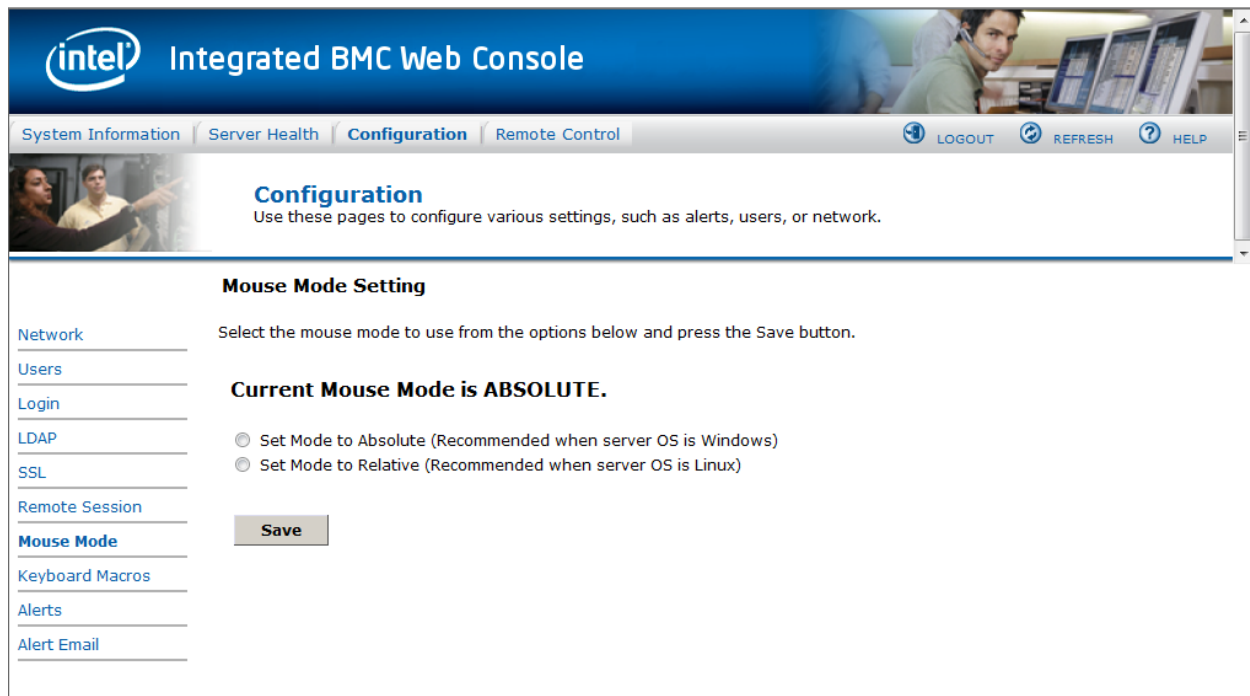 intel Integrated BMC Web Console
System Information Server Health Configuration Remote Control LOGOUT REFRESH ? HELP
Configuration
Use these pages to configure various settings, such as alerts, users, or network.
Mouse Mode Setting
Select the mouse mode to use from the options below and press the Save button.
Network
Users
Login
LDAP
SSL
Remote Session
Mouse Mode
Keyboard Macros
Alerts
Alert Email
Current Mouse Mode is ABSOLUTE.
Set Mode to Absolute (Recommended when server OS is Windows)
Set Mode to Relative (Recommended when server OS is Linux)
Save